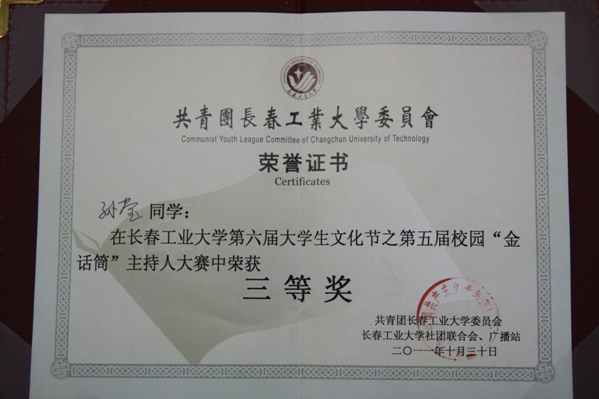 共青團長春工業大學委員會
Communist Youth League Committee of Changchun University of Technology
荣誉证书
Certificates
孙莹 同学：
在长春工业大学第六届大学生文化节之第五届校园“金
话筒”主持人大赛中荣获
三等奖
共青团长春工业大学委员会
长春工业大学社团联合会、广播站
二〇一一年十月三十日